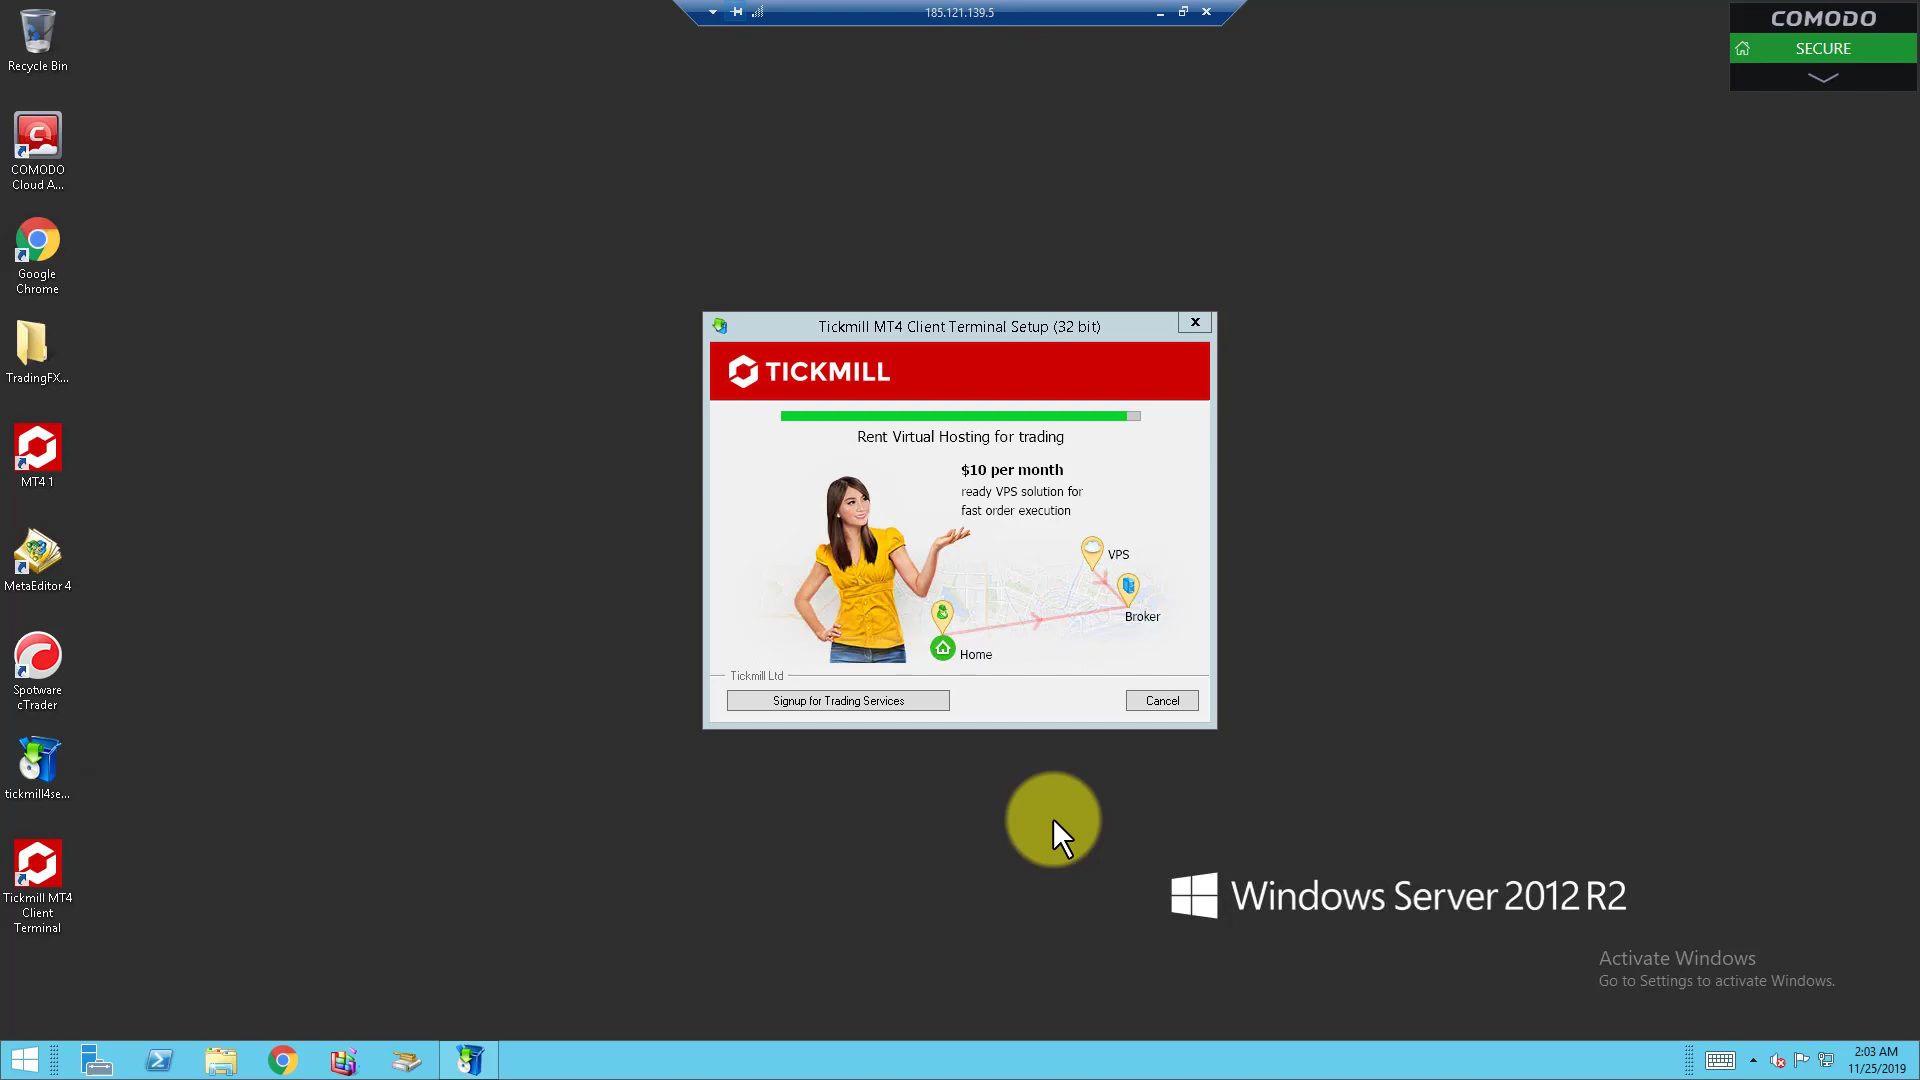 185.121.139.5
COMODO
SECURE
Recycle Bin
COMODO
Cloud A...
Google
Chrome
TradingFX...
MT4 1
MetaEditor 4
Spotware
cTrader
tickmill4se...
Tickmill MT4
Client
Terminal
Tickmill MT4 Client Terminal Setup (32 bit)
TICKMILL
Rent Virtual Hosting for trading
$10 per month
ready VPS solution for
fast order execution
VPS
Broker
Home
Tickmill Ltd
Signup for Trading Services
Cancel
Windows Server 2012 R2
Activate Windows
Go to Settings to activate Windows.
2:03 AM
11/25/2019